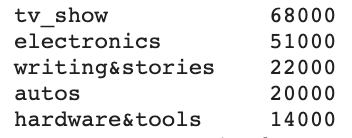 tv_show 68000
electronics 51000
writing&stories 22000
autos 20000
hardware&tools 14000